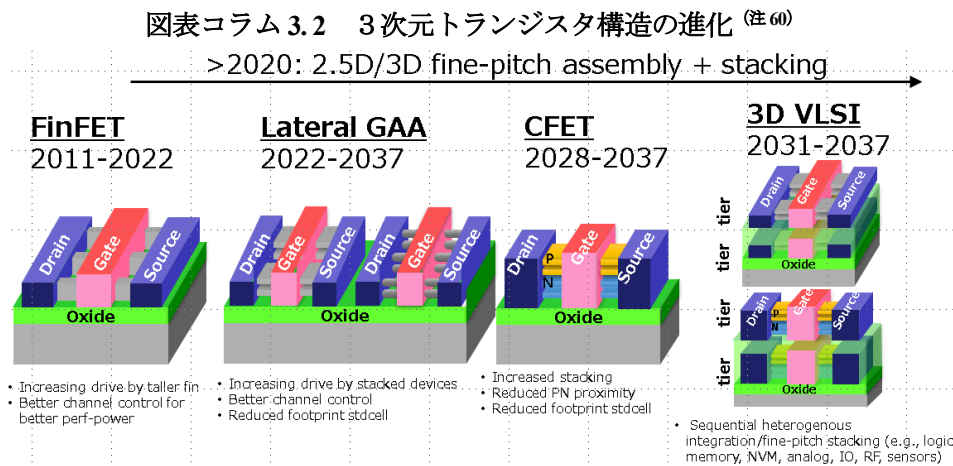 図表コラム 3.2　３次元トランジスタ構造の進化 (注 60)
>2020: 2.5D/3D fine-pitch assembly + stacking
FinFET
2011-2022
Drain
Gate
Source
Oxide
• Increasing drive by taller fin
• Better channel control for
better perf-power
Lateral GAA
2022-2037
Drain
Gate
Source
Drain
Gate
Source
• Increasing drive by stacked devices
• Better channel control
• Reduced footprint stdcell
CFET
2028-2037
Drain
P
N
Gate
Source
Oxide
• Increased stacking
• Reduced PN proximity
• Reduced footprint stdcell
3D VLSI
2031-2037
tier
tier
Drain
Gate
Source
Oxide
tier
tier
Drain
P
N
Gate
Source
Oxide
• Sequential heterogenous
integration/fine-pitch stacking (e.g., logic
memory, NVM, analog, IO, RF, sensors)